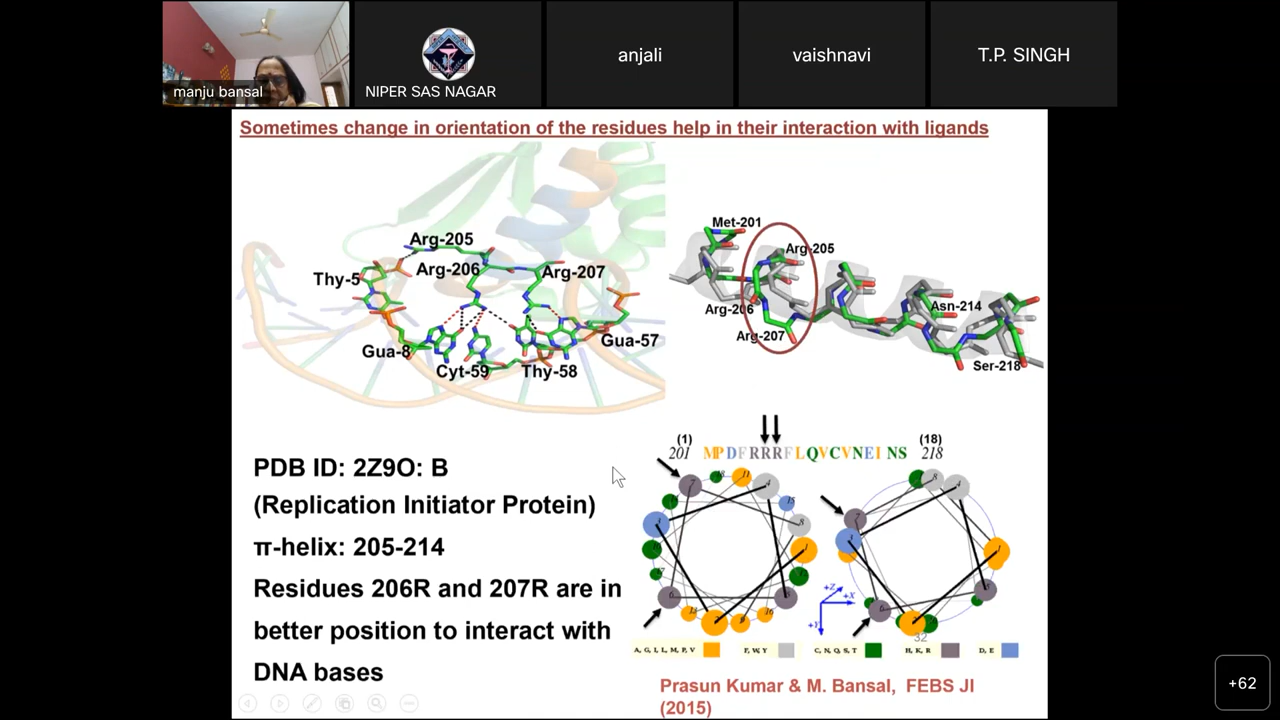 manju bansal
NIPER SAS NAGAR
anjali
vaishnavi
T.P. SINGH
Sometimes change in orientation of the residues help in their interaction with ligands
Arg-205
Arg-206
Arg-207
Thy-5
Gua-8
Cyt-59
Thy-58
Gua-57
Met-201
Arg-205
Arg-206
Arg-207
Asn-214
Ser-218
(1)
(18)
201 MPDFRRRFLQVCVNEINS 218
PDB ID: 2Z9O: B
(Replication Initiator Protein)
π-helix: 205-214
Residues 206R and 207R are in
better position to interact with
DNA bases
+Z
+X
+Y
32
A, G, I, L, M, P, V
F, W, Y
C, N, Q, S, T
H, K, R
D, E
Prasun Kumar & M. Bansal, FEBS Jl
(2015)
+62